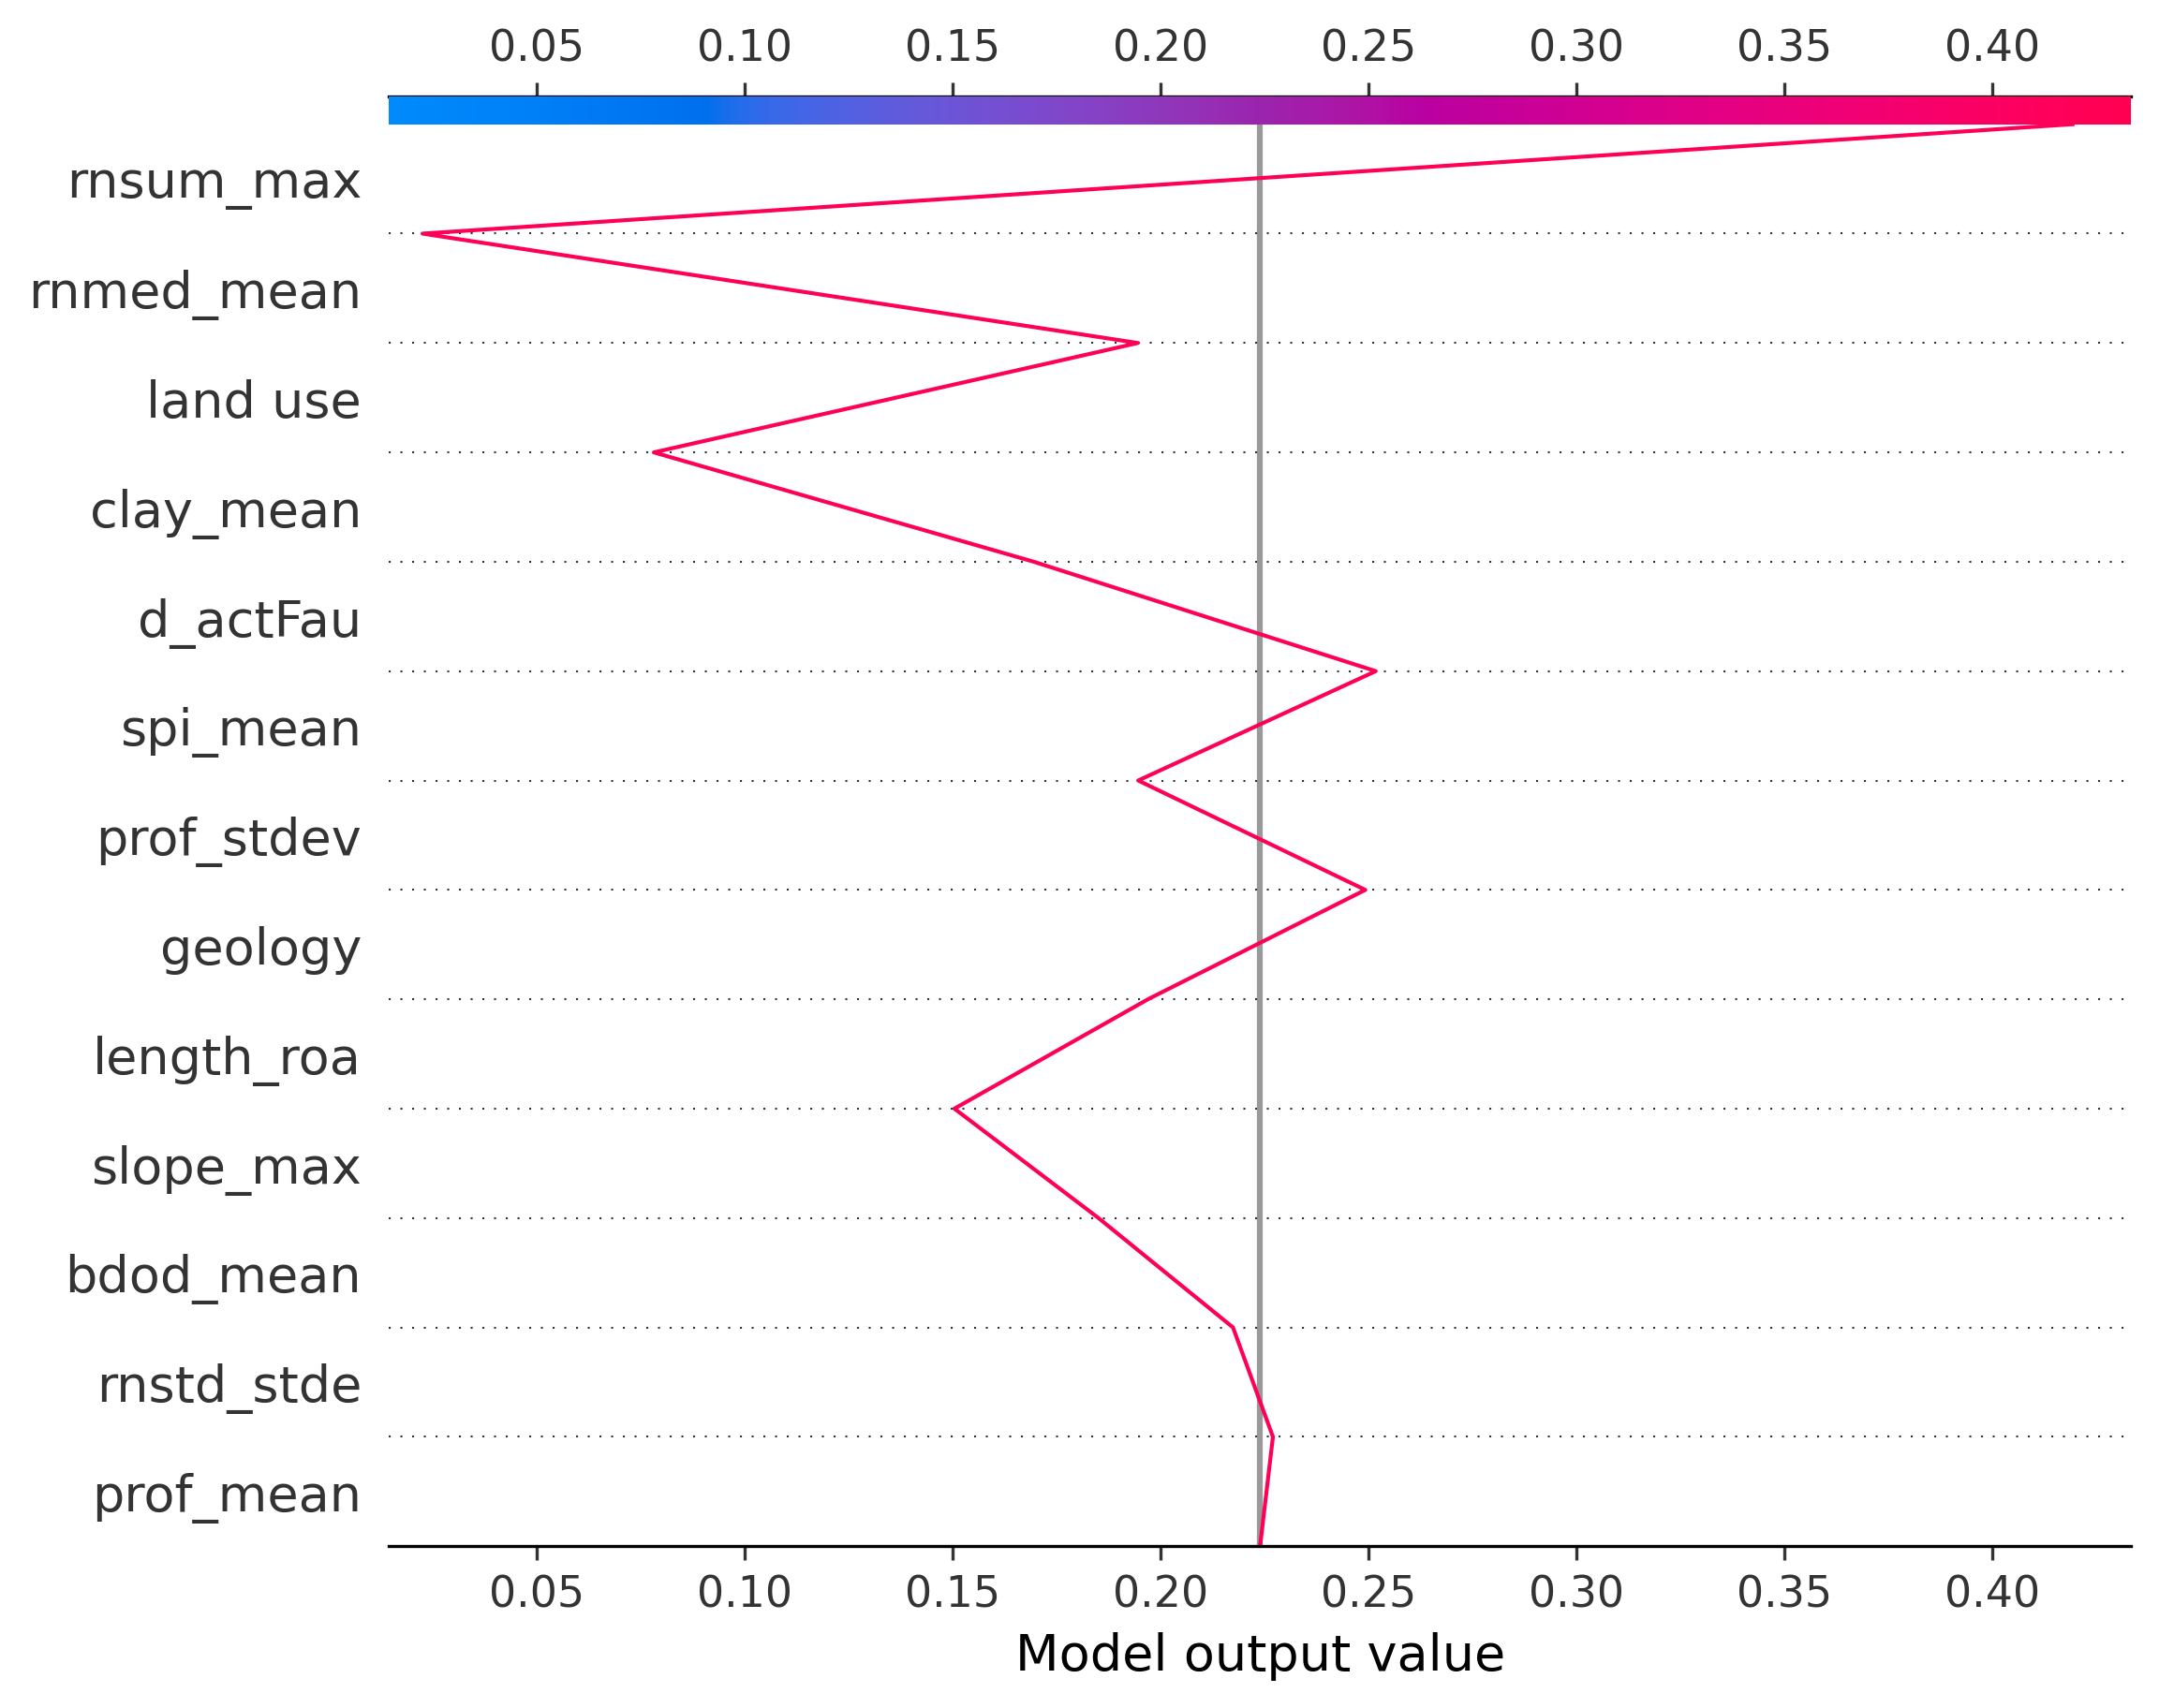 0.05 0.10 0.15 0.20 0.25 0.30 0.35 0.40
rnsum_max
rnmed_mean
land use
clay_mean
d_actFau
spi_mean
prof_stdev
geology
length_roa
slope_max
bdod_mean
rnstd_stde
prof_mean
0.05 0.10 0.15 0.20 0.25 0.30 0.35 0.40
Model output value